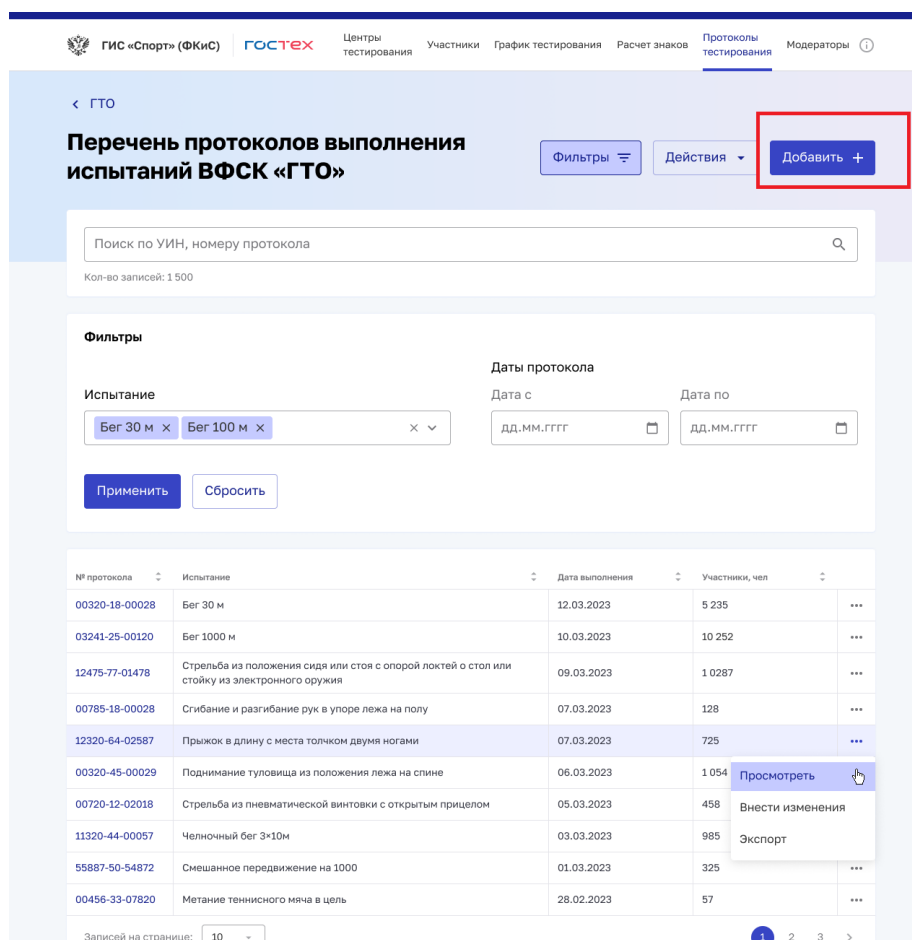 ГИС «Спорт» (ФКиС)
ГОСТЕХ
Центры
тестирования
Участники
График тестирования
Расчет знаков
Протоколы
тестирования
Модераторы
ГТО
Перечень протоколов выполнения
испытаний ВФСК «ГТО»
Фильтры
Действия
Добавить +
Поиск по УИН, номеру протокола
Кол-во записей: 1 500
Фильтры
Даты протокола
Испытание
Дата с
Дата по
Бег 30 м × Бег 100 м ×
дд.мм.гггг
дд.мм.гггг
Применить
Сбросить
№ протокола Испытание Дата выполнения Участники, чел
00320-18-00028 Бег 30 м 12.03.2023 5 235
03241-25-00120 Бег 1000 м 10.03.2023 10 252
12475-77-01478 Стрельба из положения сидя или стоя с опорой локтей о стол или
стойку из электронного оружия 09.03.2023 1 0287
00785-18-00028 Сгибание и разгибание рук в упоре лежа на полу 07.03.2023 128
12320-64-02587 Прыжок в длину с места толчком двумя ногами 07.03.2023 725
00320-45-00029 Поднимание туловища из положения лежа на спине 06.03.2023 1 054
Просмотреть
00720-12-02018 Стрельба из пневматической винтовки с открытым прицелом 05.03.2023 458
Внести изменения
11320-44-00057 Челночный бег 3×10м 03.03.2023 985
Экспорт
55887-50-54872 Смешанное передвижение на 1000 01.03.2023 325
00456-33-07820 Метание теннисного мяча в цель 28.02.2023 57
Записей на странице: 10
1 2 3